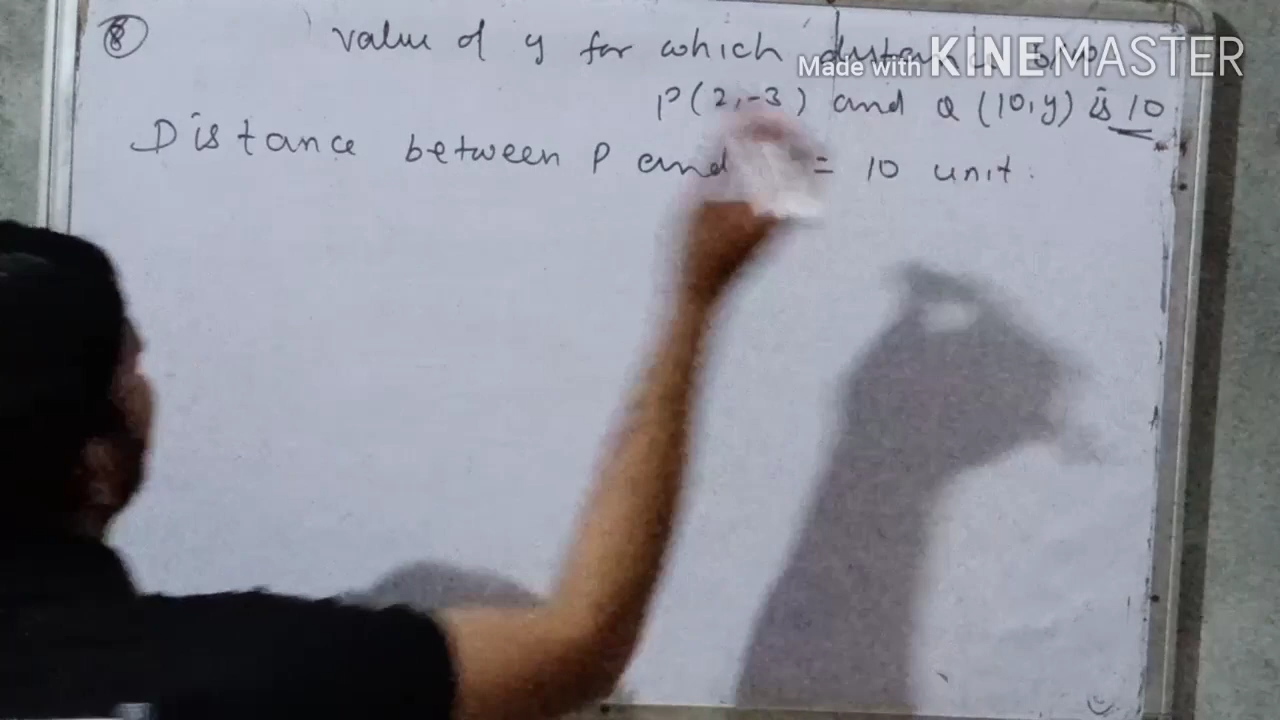 ⑧ value of y for which distance b/w
Made with KINEMASTER
P(2,-3) and Q (10,y) is 10
Distance between P and = 10 unit.